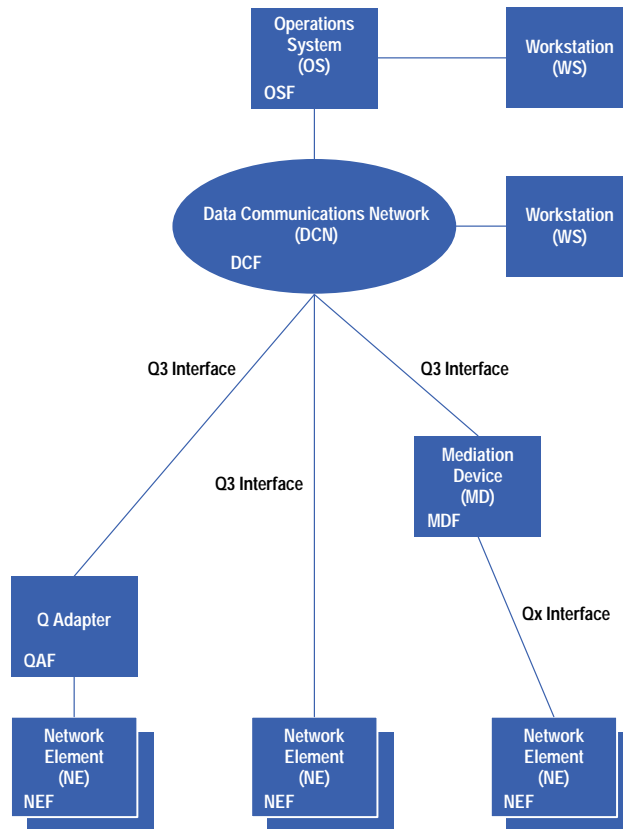 Operations
System
(OS)
OSF
Workstation
(WS)
Data Communications Network
(DCN)
DCF
Workstation
(WS)
Q3 Interface
Q3 Interface
Q3 Interface
Mediation
Device
(MD)
MDF
Q Adapter
QAF
Qx Interface
Network
Element
(NE)
NEF
Network
Element
(NE)
NEF
Network
Element
(NE)
NEF